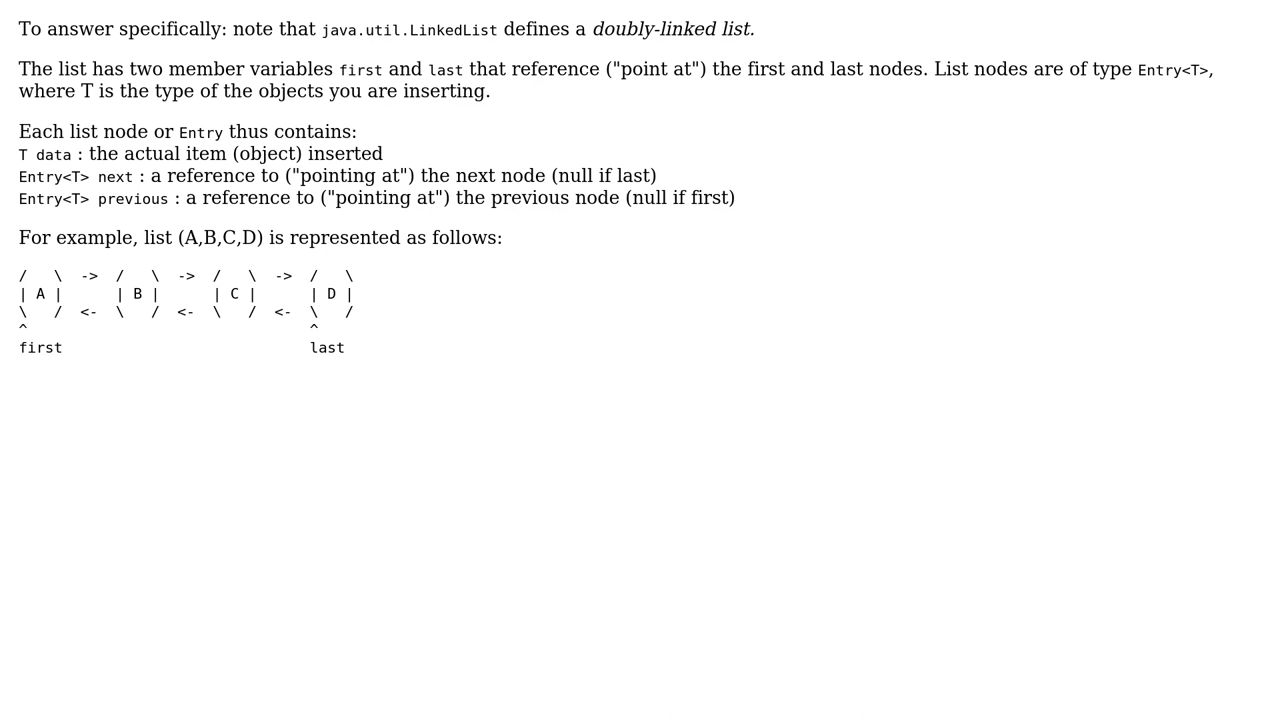 To answer specifically: note that java.util.LinkedList defines a doubly-linked list.
The list has two member variables first and last that reference ("point at") the first and last nodes. List nodes are of type Entry<T>,
where T is the type of the objects you are inserting.
Each list node or Entry thus contains:
T data : the actual item (object) inserted
Entry<T> next : a reference to ("pointing at") the next node (null if last)
Entry<T> previous : a reference to ("pointing at") the previous node (null if first)
For example, list (A,B,C,D) is represented as follows:
/   \  ->  /   \  ->  /   \  ->  /   \
| A |      | B |      | C |      | D |
\   /  <-  \   /  <-  \   /  <-  \   /
^                                ^
first                            last